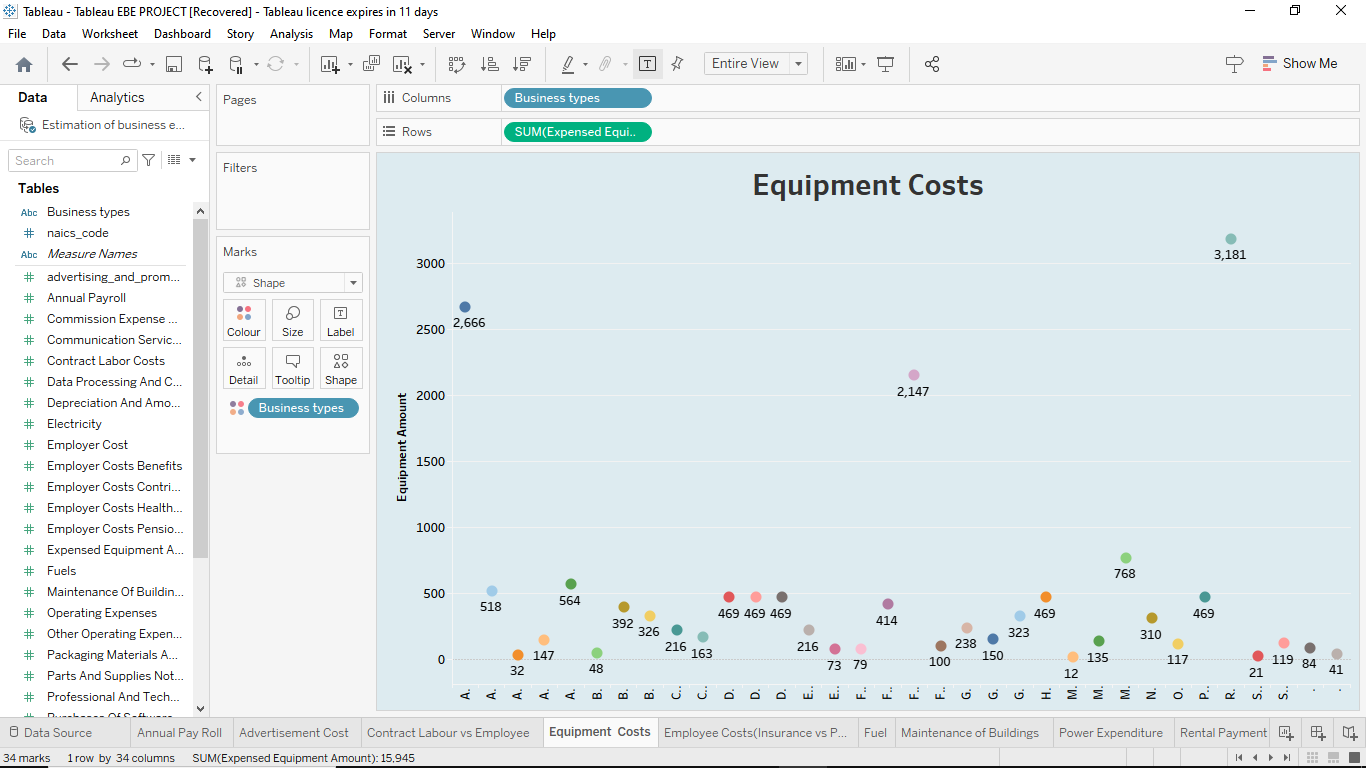 Tableau - Tableau EBE PROJECT [Recovered] - Tableau licence expires in 11 days
File Data Worksheet Dashboard Story Analysis Map Format Server Window Help
Entire View
Show Me
Data Analytics
Pages
Columns Business types
Estimation of business e...
Rows SUM(Expensed Equi..
Search
Filters
Tables
Abc Business types
# naics_code
Abc Measure Names
# advertising_and_prom...
# Annual Payroll
# Commission Expense ...
# Communication Servic...
# Contract Labor Costs
# Data Processing And C...
# Depreciation And Amo...
# Electricity
# Employer Cost
# Employer Costs Benefits
# Employer Costs Contri...
# Employer Costs Health...
# Employer Costs Pensio...
# Expensed Equipment A...
# Fuels
# Maintenance Of Buildin...
# Operating Expenses
# Other Operating Expen...
# Packaging Materials A...
# Parts And Supplies Not...
# Professional And Tech...
Marks
Shape
Colour Size Label
Detail Tooltip Shape
Business types
Equipment Costs
Equipment Amount
3000
2500
2000
1500
1000
500
0
2,666
518
32
147
564
48
392
326
216
163
469
469
469
216
73
79
414
2,147
100
238
150
323
469
12
135
768
310
117
469
3,181
21
119
84
41
A. A. A. A. A. B. B. B. C. C. D. D. D. E. E. F. F. F. F. G. G. G. H. M. M. M. N. O. P. R. S. S. . .
Data Source Annual Pay Roll Advertisement Cost Contract Labour vs Employee Equipment Costs Employee Costs(Insurance vs P... Fuel Maintenance of Buildings Power Expenditure Rental Payment
34 marks 1 row by 34 columns SUM(Expensed Equipment Amount): 15,945